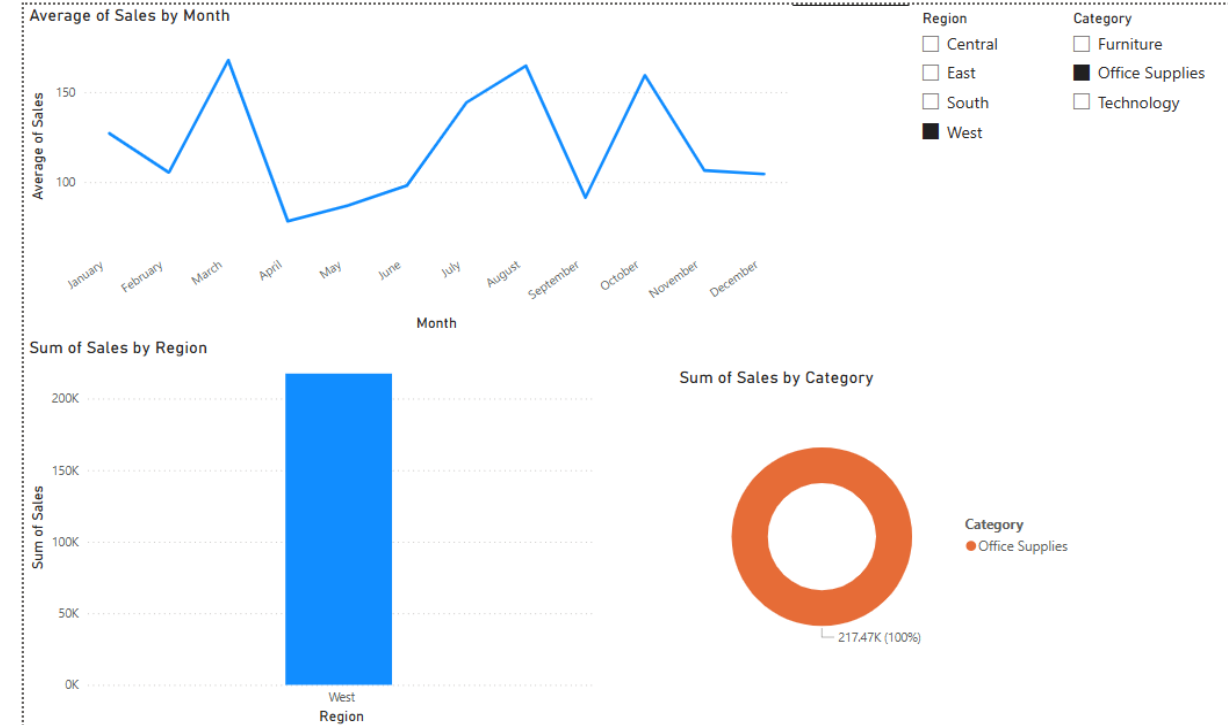 Average of Sales by Month
Average of Sales
150
100
January
February
March
April
May
June
July
August
September
October
November
December
Month
Region
Central
East
South
West
Category
Furniture
Office Supplies
Technology
Sum of Sales by Region
Sum of Sales
200K
150K
100K
50K
0K
West
Region
Sum of Sales by Category
217.47K (100%)
Category
Office Supplies